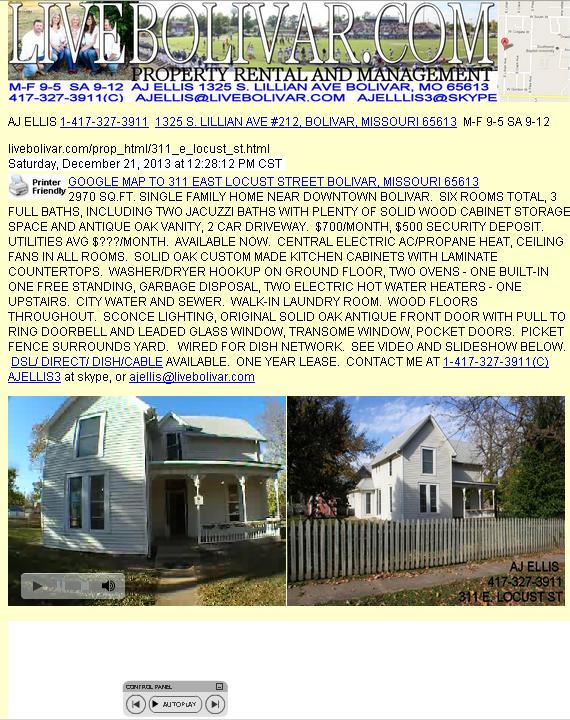 LIVEBOLIVAR.COM
PROPERTY RENTAL AND MANAGEMENT
M-F 9-5 SA 9-12 AJ ELLIS 1325 S. LILLIAN AVE BOLIVAR, MO 65613
417-327-3911(C) AJELLIS@LIVEBOLIVAR.COM AJELLLIS3@SKYPE
AJ ELLIS 1-417-327-3911 1325 S. LILLIAN AVE #212, BOLIVAR, MISSOURI 65613 M-F 9-5 SA 9-12
livebolivar.com/prop_html/311_e_locust_st.html
Saturday, December 21, 2013 at 12:28:12 PM CST
Printer Friendly
GOOGLE MAP TO 311 EAST LOCUST STREET BOLIVAR, MISSOURI 65613
2970 SQ.FT. SINGLE FAMILY HOME NEAR DOWNTOWN BOLIVAR. SIX ROOMS TOTAL, 3
FULL BATHS, INCLUDING TWO JACUZZI BATHS WITH PLENTY OF SOLID WOOD CABINET STORAGE
SPACE AND ANTIQUE OAK VANITY, 2 CAR DRIVEWAY. $700/MONTH, $500 SECURITY DEPOSIT.
UTILITIES AVG $???/MONTH. AVAILABLE NOW. CENTRAL ELECTRIC AC/PROPANE HEAT, CEILING
FANS IN ALL ROOMS. SOLID OAK CUSTOM MADE KITCHEN CABINETS WITH LAMINATE
COUNTERTOPS. WASHER/DRYER HOOKUP ON GROUND FLOOR, TWO OVENS - ONE BUILT-IN
ONE FREE STANDING, GARBAGE DISPOSAL, TWO ELECTRIC HOT WATER HEATERS - ONE
UPSTAIRS. CITY WATER AND SEWER. WALK-IN LAUNDRY ROOM. WOOD FLOORS
THROUGHOUT. SCONCE LIGHTING, ORIGINAL SOLID OAK ANTIQUE FRONT DOOR WITH PULL TO
RING DOORBELL AND LEADED GLASS WINDOW, TRANSOME WINDOW, POCKET DOORS. PICKET
FENCE SURROUNDS YARD. WIRED FOR DISH NETWORK. SEE VIDEO AND SLIDESHOW BELOW.
DSL/ DIRECT/ DISH/CABLE AVAILABLE. ONE YEAR LEASE. CONTACT ME AT 1-417-327-3911(C)
AJELLIS3 at skype, or ajellis@livebolivar.com
AJ ELLIS
417-327-3911
311 E. LOCUST ST
CONTROL PANEL
AUTOPLAY